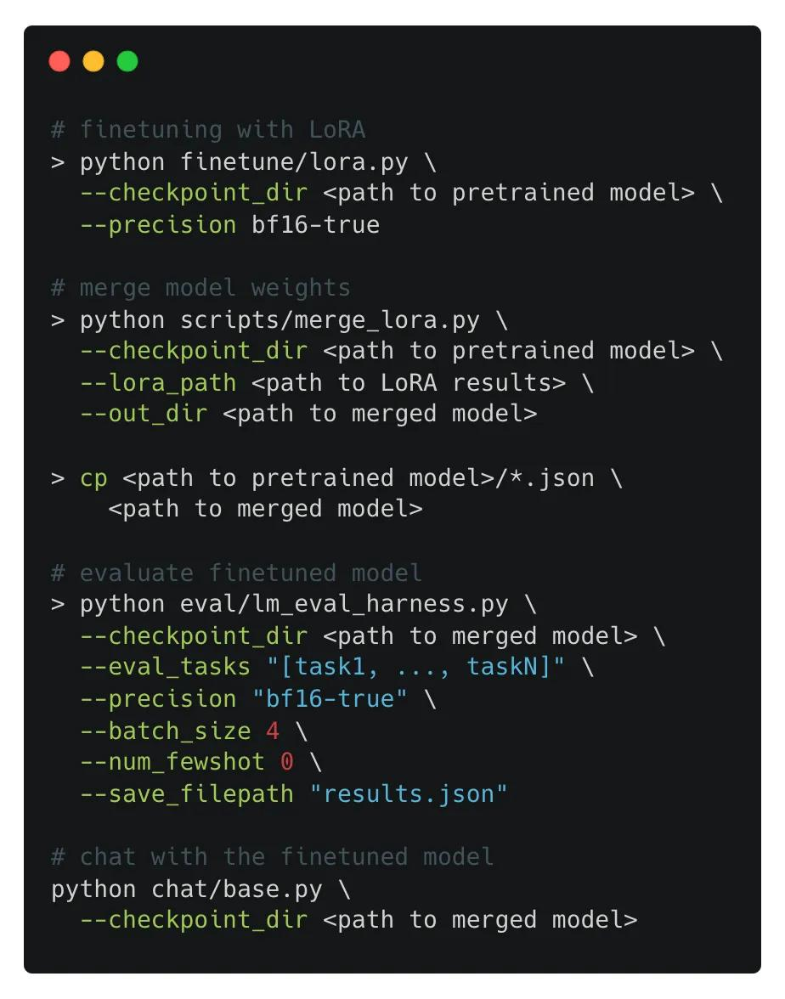 # finetuning with LoRA
> python finetune/lora.py \
--checkpoint_dir <path to pretrained model> \
--precision bf16-true
# merge model weights
> python scripts/merge_lora.py \
--checkpoint_dir <path to pretrained model> \
--lora_path <path to LoRA results> \
--out_dir <path to merged model>
> cp <path to pretrained model>/*.json \
<path to merged model>
# evaluate finetuned model
> python eval/lm_eval_harness.py \
--checkpoint_dir <path to merged model> \
--eval_tasks "[task1, ..., taskN]" \
--precision "bf16-true" \
--batch_size 4 \
--num_fewshot 0 \
--save_filepath "results.json"
# chat with the finetuned model
python chat/base.py \
--checkpoint_dir <path to merged model>